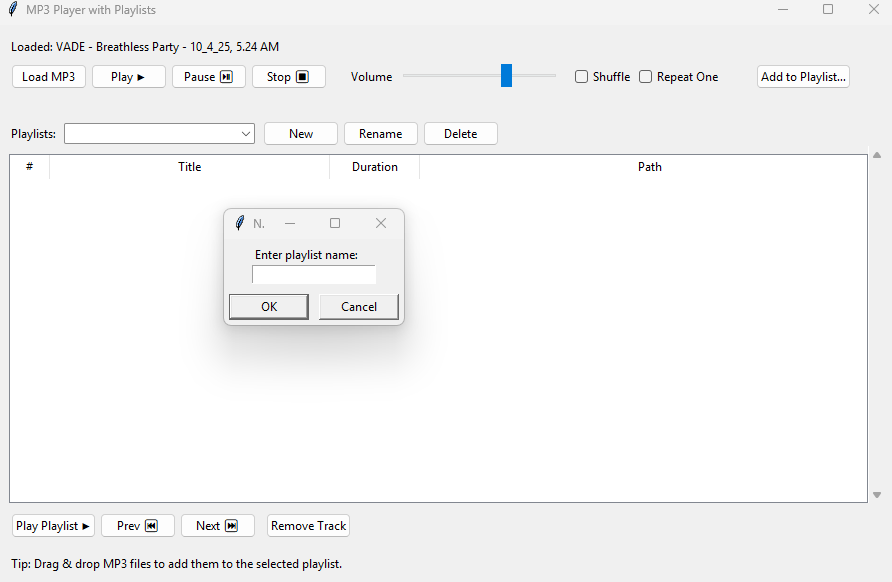 MP3 Player with Playlists
Loaded: VADE - Breathless Party - 10_4_25, 5.24 AM
Load MP3 Play ▶ Pause ⏯ Stop ⏹ Volume Shuffle Repeat One Add to Playlist...
Playlists: New Rename Delete
# Title Duration Path
N.
Enter playlist name:
OK Cancel
Play Playlist ▶ Prev ⏮ Next ⏭ Remove Track
Tip: Drag & drop MP3 files to add them to the selected playlist.